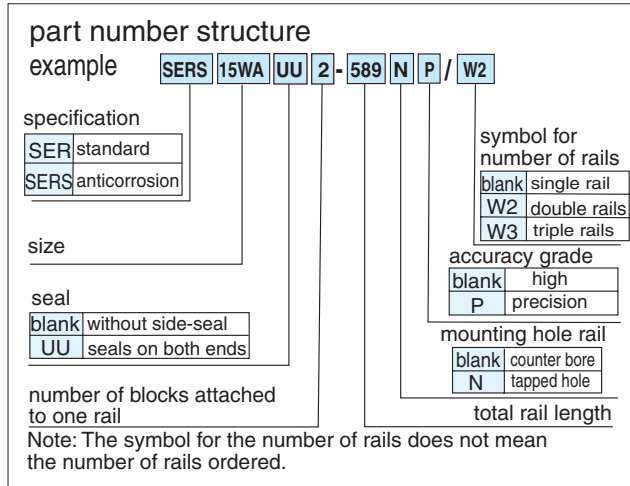 part number structure
example SERS 15WA UU 2 - 589 N P / W2
specification
SER standard
SERS anticorrosion
size
seal
blank without side-seal
UU seals on both ends
number of blocks attached
to one rail
symbol for
number of rails
blank single rail
W2 double rails
W3 triple rails
accuracy grade
blank high
P precision
mounting hole rail
blank counter bore
N tapped hole
total rail length
Note: The symbol for the number of rails does not mean
the number of rails ordered.